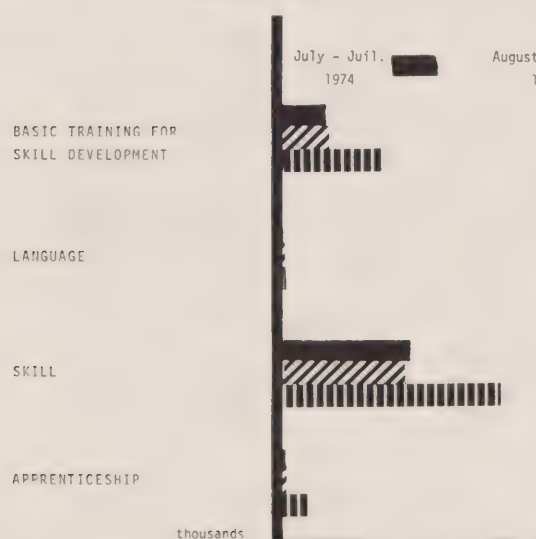 July - Juil. August
1974 1
BASIC TRAINING FOR
SKILL DEVELOPMENT
LANGUAGE
SKILL
APPRENTICESHIP
thousands